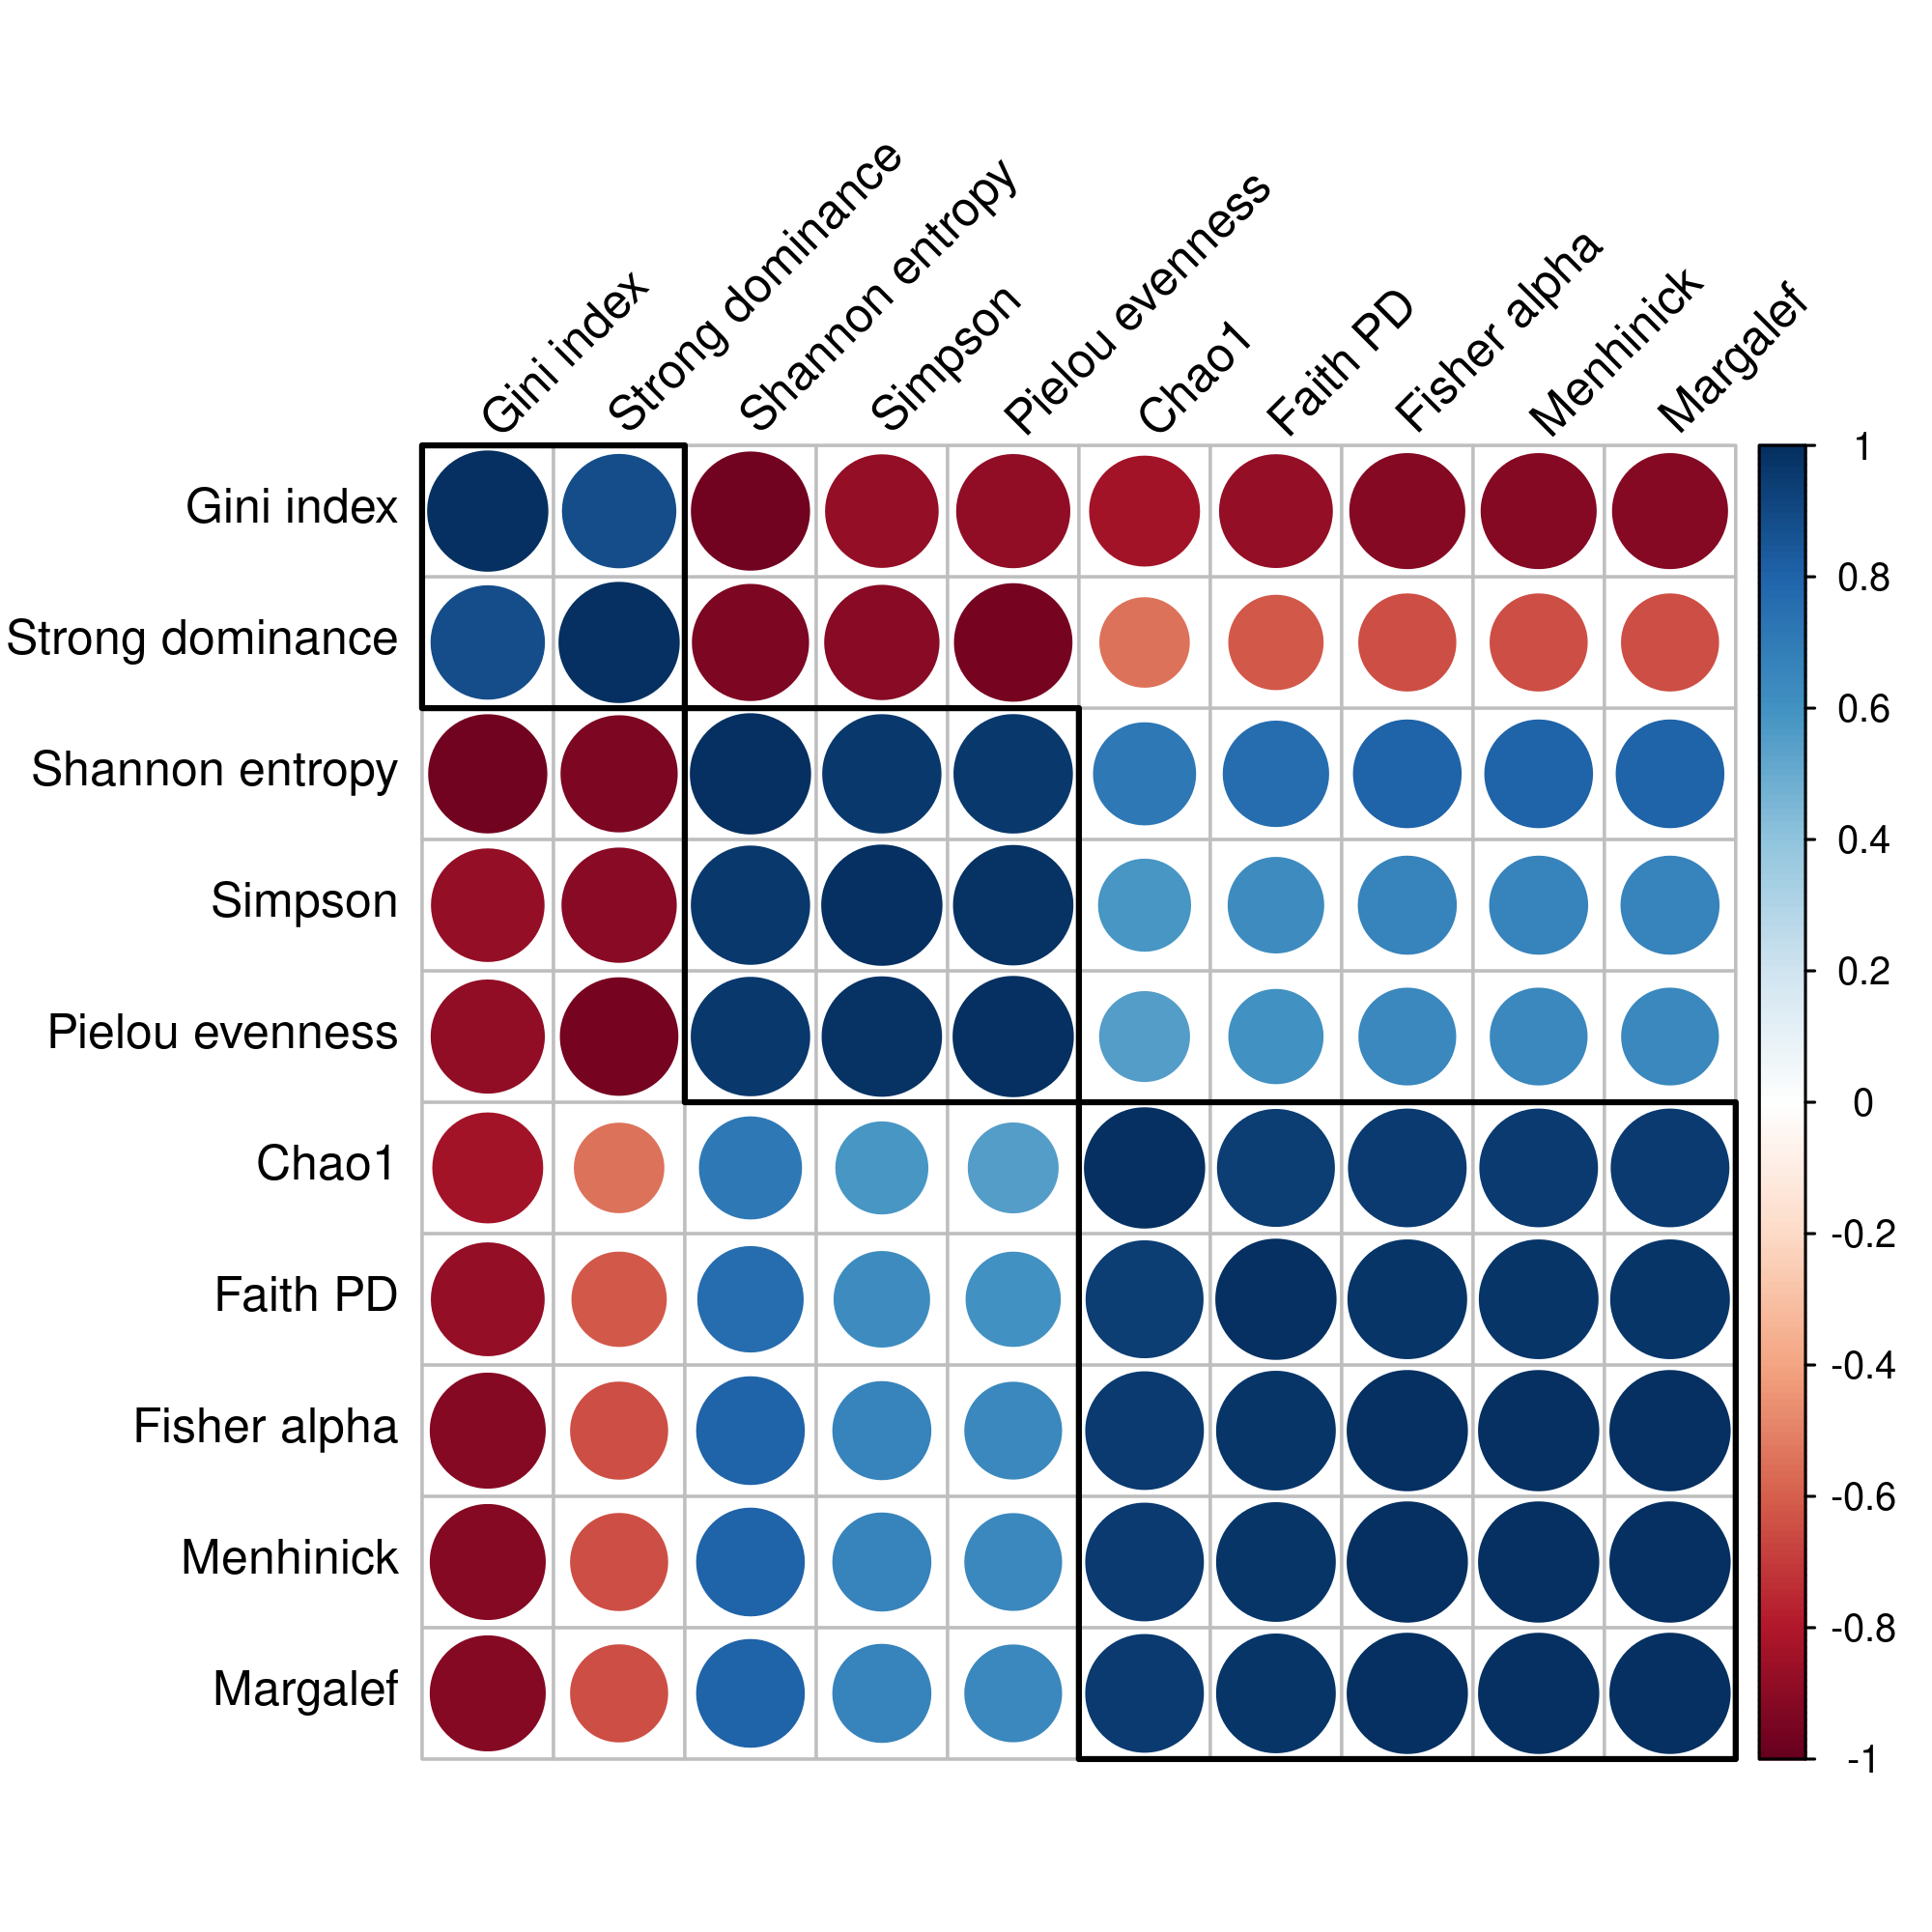 Gini index
Strong dominance
Shannon entropy
Simpson
Pielou evenness
Chao1
Faith PD
Fisher alpha
Menhinick
Margalef
Gini index
Strong dominance
Shannon entropy
Simpson
Pielou evenness
Chao1
Faith PD
Fisher alpha
Menhinick
Margalef
1
0.8
0.6
0.4
0.2
0
-0.2
-0.4
-0.6
-0.8
-1